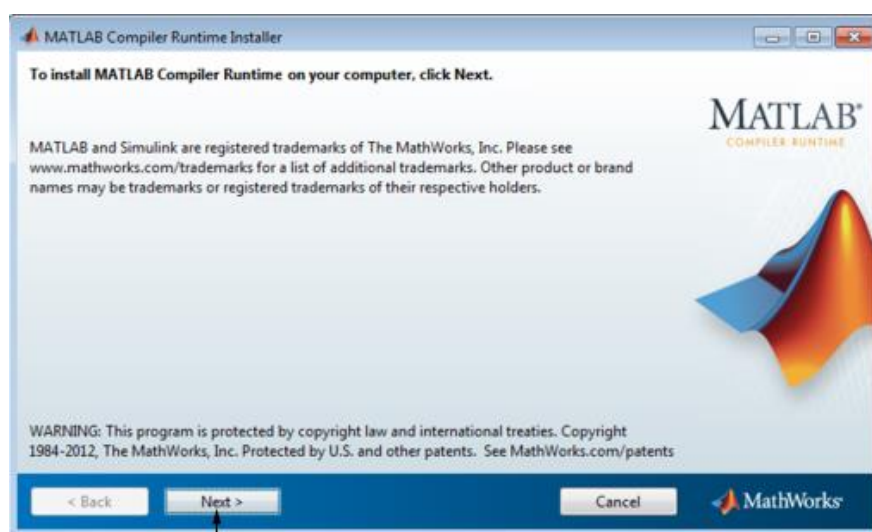 MATLAB Compiler Runtime Installer
To install MATLAB Compiler Runtime on your computer, click Next.
MATLAB®
COMPILER RUNTIME
MATLAB and Simulink are registered trademarks of The MathWorks, Inc. Please see
www.mathworks.com/trademarks for a list of additional trademarks. Other product or brand
names may be trademarks or registered trademarks of their respective holders.
WARNING: This program is protected by copyright law and international treaties. Copyright
1984-2012, The MathWorks, Inc. Protected by U.S. and other patents. See MathWorks.com/patents
< Back
Next >
Cancel
MathWorks®